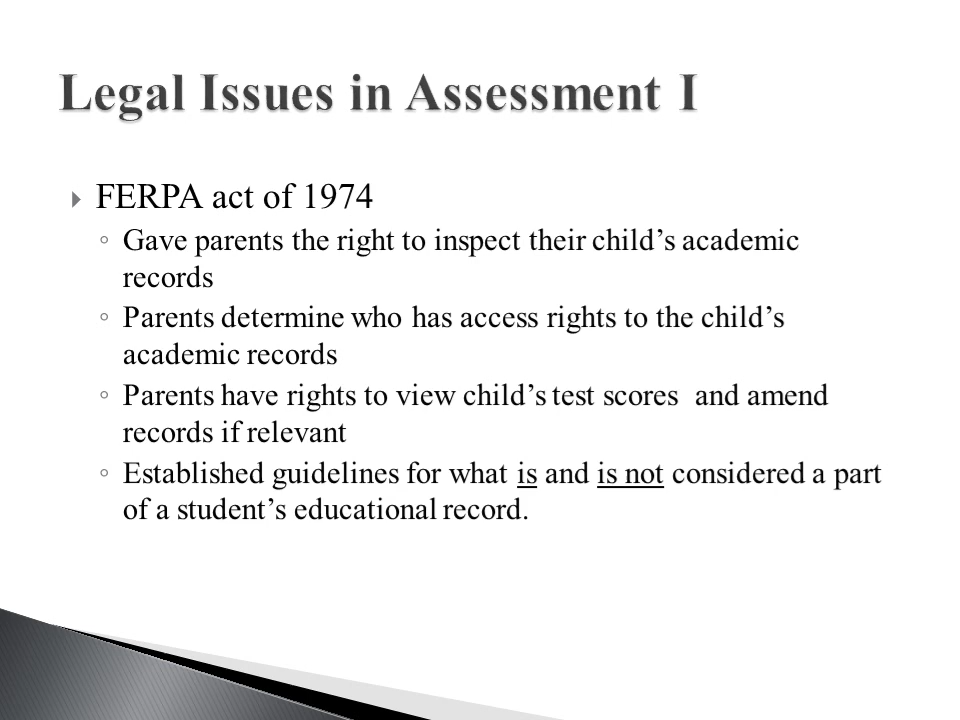 Legal Issues in Assessment I
FERPA act of 1974
Gave parents the right to inspect their child’s academic
records
Parents determine who has access rights to the child’s
academic records
Parents have rights to view child’s test scores  and amend
records if relevant
Established guidelines for what is and is not considered a part
of a student’s educational record.